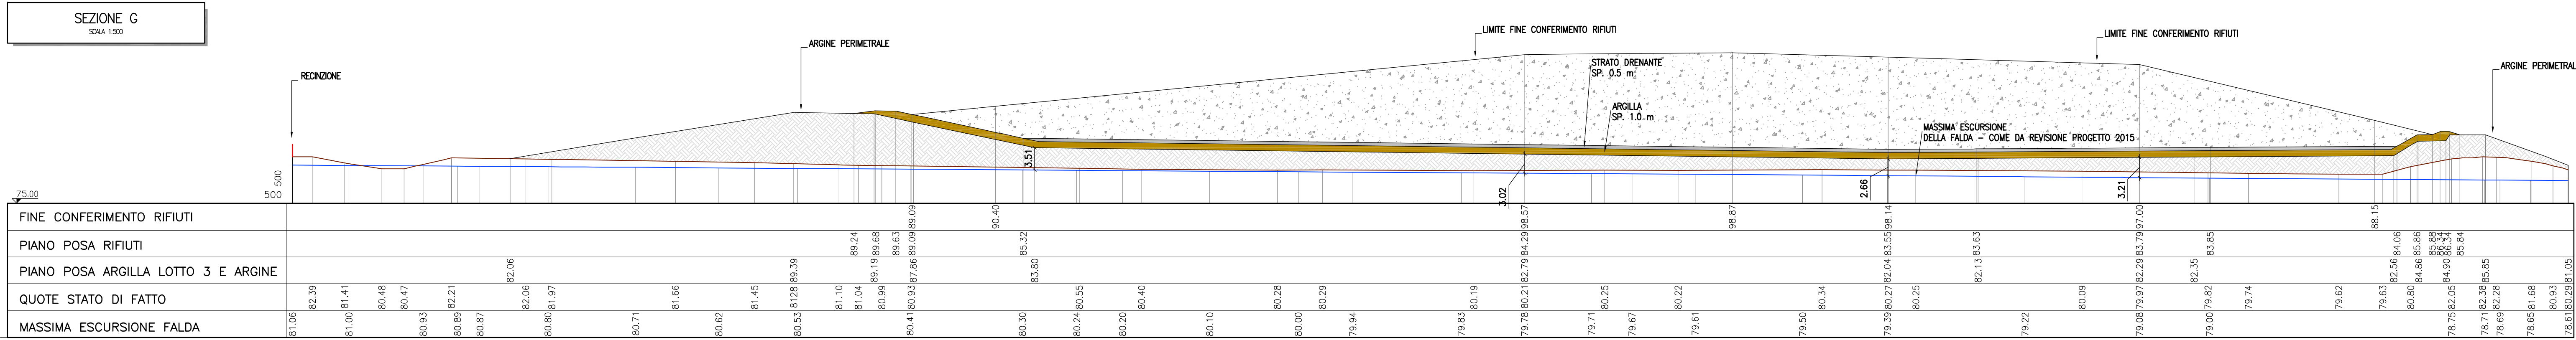 SEZIONE G
SCALA 1:500
RECINZIONE
ARGINE PERIMETRALE
LIMITE FINE CONFERIMENTO RIFIUTI
STRATO DRENANTE
SP. 0.5 m
ARGILLA
SP. 1.0 m
MASSIMA ESCURSIONE
DELLA FALDA – COME DA REVISIONE PROGETTO 2015
LIMITE FINE CONFERIMENTO RIFIUTI
ARGINE PERIMETRAL
3.51
3.02
2.66
3.21
75.00
500
500
FINE CONFERIMENTO RIFIUTI
89.09 90.40 98.57 98.87 98.14 97.00 88.15
PIANO POSA RIFIUTI
89.24 89.68 89.63 89.09 85.32 84.29 83.55 83.63 83.79 83.85 84.06 85.86 85.88 86.34 86.34 85.84
PIANO POSA ARGILLA LOTTO 3 E ARGINE
82.06 89.39 89.19 87.86 83.80 82.79 82.04 82.13 82.29 82.35 82.56 84.86 84.90 85.85 81.05
QUOTE STATO DI FATTO
82.39 81.41 80.48 80.47 82.21 82.06 81.97 81.66 81.45 8128 81.10 81.04 80.99 80.93 80.55 80.40 80.28 80.29 80.19 80.21 80.25 80.22 80.34 80.27 80.25 80.09 79.97 79.82 79.74 79.62 79.63 80.80 82.05 82.38 82.28 81.68 80.93 80.29
MASSIMA ESCURSIONE FALDA
81.06 81.00 80.93 80.89 80.87 80.80 80.71 80.62 80.53 80.41 80.30 80.24 80.20 80.10 80.00 79.94 79.83 79.78 79.71 79.67 79.61 79.50 79.39 79.22 79.08 79.00 78.75 78.71 78.69 78.65 78.61